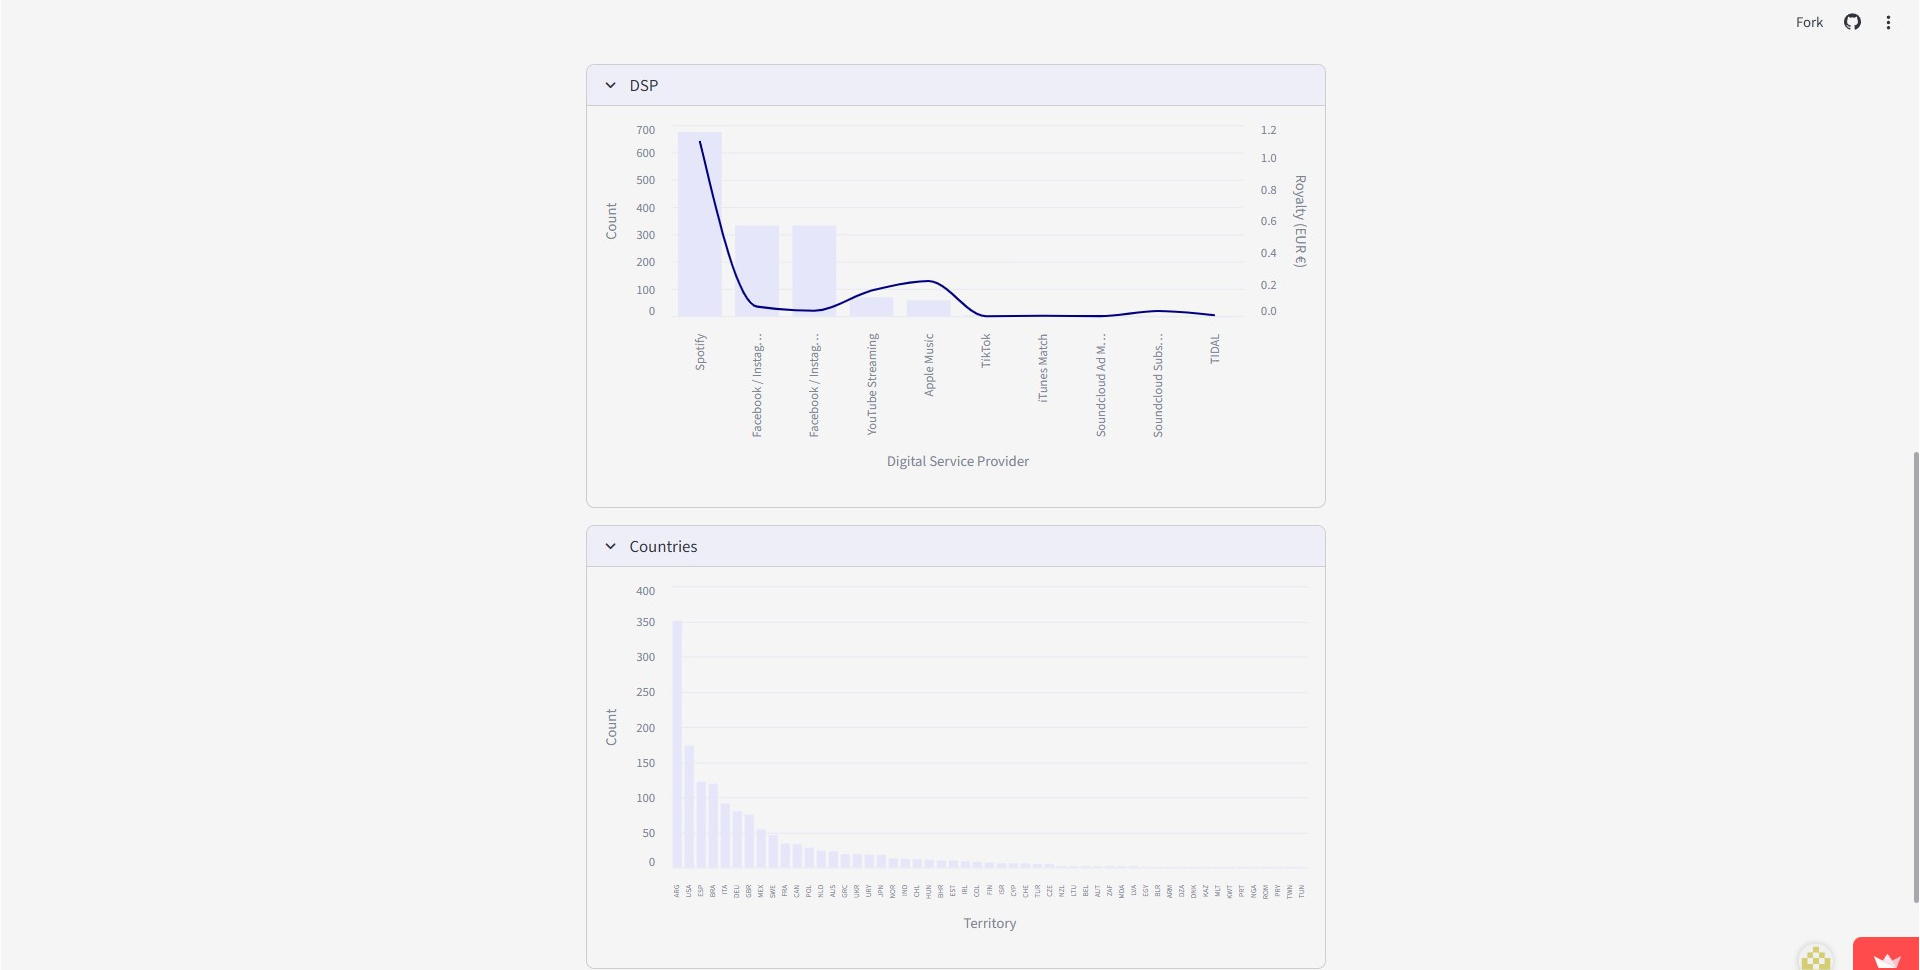 Fork
DSP
700
600
500
400
300
200
100
0
Count
1.2
1.0
0.8
0.6
0.4
0.2
0.0
Royalty (EUR €)
Spotify
Facebook / Instag…
Facebook / Instag…
YouTube Streaming
Apple Music
TikTok
iTunes Match
Soundcloud Ad M…
Soundcloud Subs…
TIDAL
Digital Service Provider
Countries
400
350
300
250
200
150
100
50
0
Count
ARG
USA
ESP
BRA
ITA
DEU
GBR
MEX
SWE
FRA
CAN
POL
NLD
AUS
GRC
UKR
URY
JPN
NOR
IND
CHL
HUN
BHR
EST
IRL
COL
FIN
ISR
CYP
CHE
TUR
CZE
NZL
LTU
BEL
AUT
ZAF
MDA
LVA
EGY
BLR
ARM
DZA
DNK
KAZ
MLT
KWT
PRT
NGA
ROM
PRY
TWN
TUN
Territory